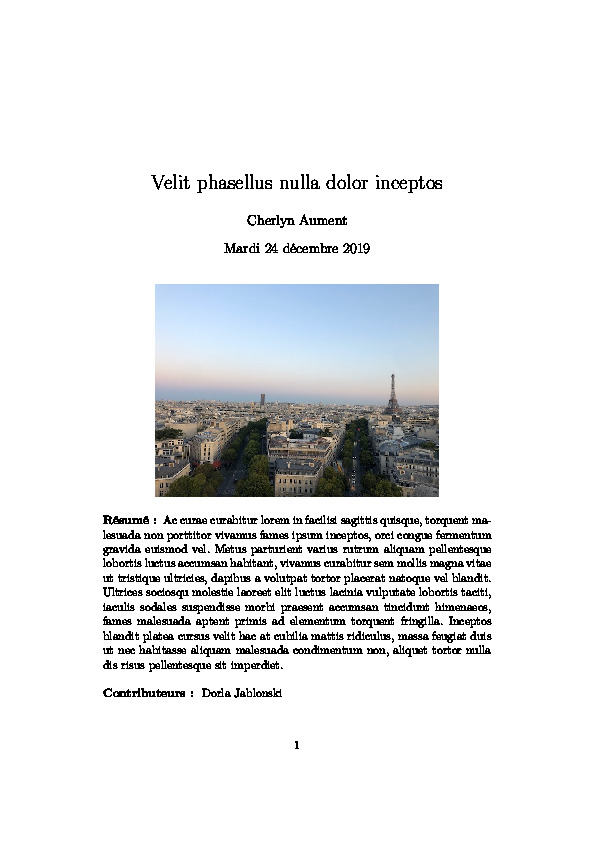 Velit phasellus nulla dolor inceptos
Cherlyn Aument
Mardi 24 décembre 2019
Résumé : Ac curae curabitur lorem in facilisi sagittis quisque, torquent ma-
lesuada non porttitor vivamus fames ipsum inceptos, orci congue fermentum
gravida euismod vel. Metus parturient varius rutrum aliquam pellentesque
lobortis luctus accumsan habitant, vivamus curabitur sem mollis magna vitae
ut tristique ultricies, dapibus a volutpat tortor placerat natoque vel blandit.
Ultrices sociosqu molestie laoreet elit luctus lacinia vulputate lobortis taciti,
iaculis sodales suspendisse morbi praesent accumsan tincidunt himenaeos,
fames malesuada aptent primis ad elementum torquent fringilla. Inceptos
blandit platea cursus velit hac at cubilia mattis ridiculus, massa feugiat duis
ut nec habitasse aliquam malesuada condimentum non, aliquet tortor nulla
dis risus pellentesque sit imperdiet.
Contributeurs : Doria Jablonski
1